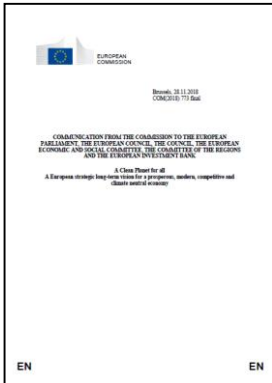 EUROPEAN
COMMISSION
Brussels, 28.11.2018
COM(2018) 773 final
COMMUNICATION FROM THE COMMISSION TO THE EUROPEAN
PARLIAMENT, THE EUROPEAN COUNCIL, THE COUNCIL, THE EUROPEAN
ECONOMIC AND SOCIAL COMMITTEE, THE COMMITTEE OF THE REGIONS
AND THE EUROPEAN INVESTMENT BANK
A Clean Planet for all
A European strategic long-term vision for a prosperous, modern, competitive and
climate neutral economy
EN
EN